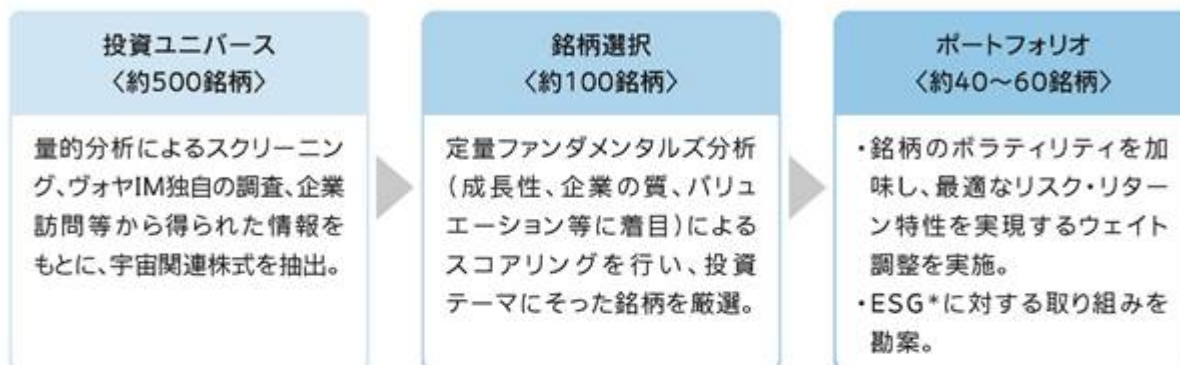 投資ユニバース
〈約500銘柄〉
量的分析によるスクリーニン
グ、ヴォヤIM独自の調査、企業
訪問等から得られた情報を
もとに、宇宙関連株式を抽出。
銘柄選択
〈約100銘柄〉
定量ファンダメンタルズ分析
(成長性、企業の質、バリュ
エーション等に着目)による
スコアリングを行い、投資
テーマにそった銘柄を厳選。
ポートフォリオ
〈約40～60銘柄〉
・銘柄のボラティリティを加
味し、最適なリスク・リター
ン特性を実現するウェイト
調整を実施。
・ESG*に対する取り組みを
勘案。